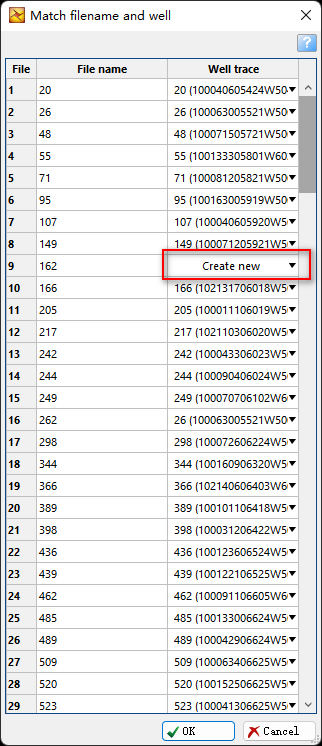 Match filename and well
?
File File name Well trace
1 20 20 (100040605424W50
2 26 26 (100063005521W50
3 48 48 (100071505721W50
4 55 55 (100133305801W60
5 71 71 (100081205821W50
6 95 95 (100163005919W50
7 107 107 (100040605920W5
8 149 149 (100071205921W5
9 162 Create new
10 166 166 (102131706018W5
11 205 205 (100011106019W5
12 217 217 (102110306020W5
13 242 242 (100043306023W5
14 244 244 (100090406024W5
15 249 249 (100070706102W6
16 262 26 (100063005521W50
17 298 298 (100072606224W5
18 344 344 (100160906320W5
19 366 366 (102140606403W6
20 389 389 (100101106418W5
21 398 398 (100031206422W5
22 436 436 (100123606524W5
23 439 439 (100122106525W5
24 462 462 (100091106605W6
25 485 485 (100133006624W5
26 489 489 (100042906624W5
27 509 509 (100063406625W5
28 520 520 (100152506625W5
29 523 523 (100041306625W5
OK Cancel